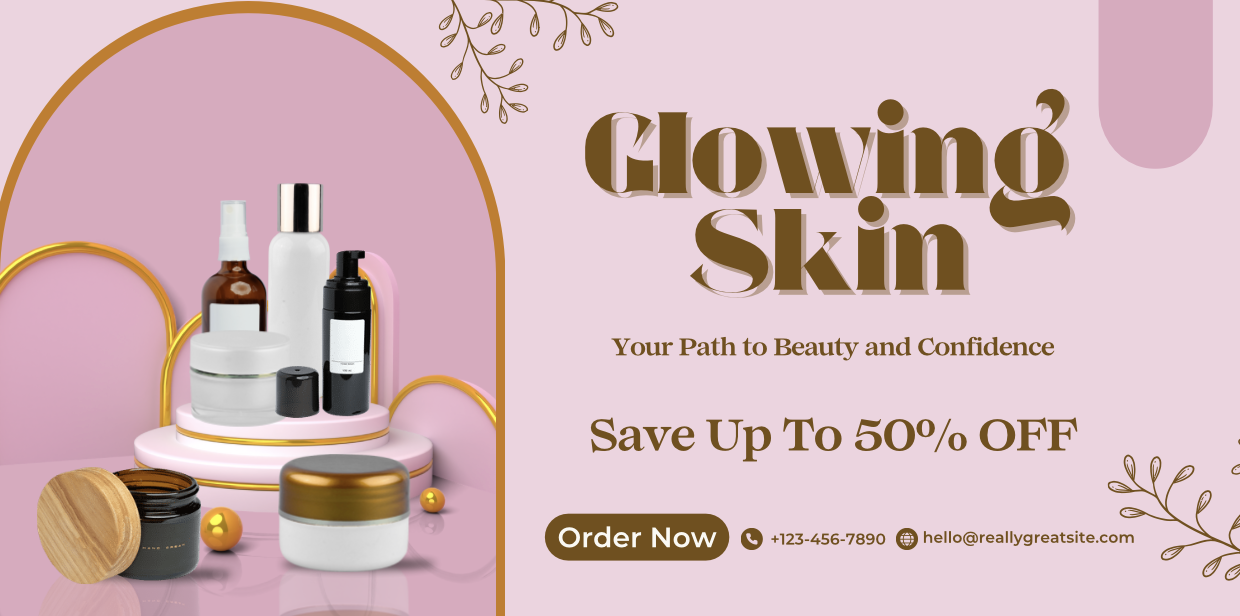 Glowing
Skin
Your Path to Beauty and Confidence
Save Up To 50% OFF
Order Now
+123-456-7890
hello@reallygreatsite.com